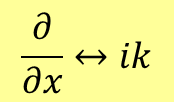 ∂/∂x ↔ ik